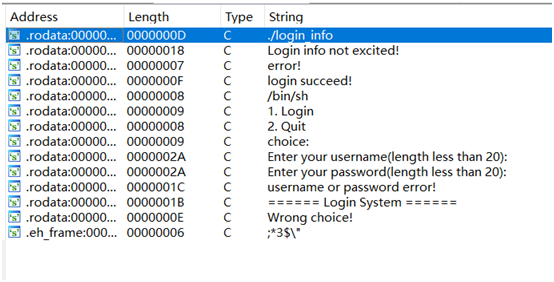 Address Length Type String
.rodata:00000... 0000000D C ./login_info
.rodata:00000... 00000018 C Login info not excited!
.rodata:00000... 00000007 C error!
.rodata:00000... 0000000F C login succeed!
.rodata:00000... 00000008 C /bin/sh
.rodata:00000... 00000009 C 1. Login
.rodata:00000... 00000008 C 2. Quit
.rodata:00000... 00000009 C choice:
.rodata:00000... 0000002A C Enter your username(length less than 20):
.rodata:00000... 0000002A C Enter your password(length less than 20):
.rodata:00000... 0000001C C username or password error!
.rodata:00000... 0000001B C ====== Login System ======
.rodata:00000... 0000000E C Wrong choice!
.eh_frame:000... 00000006 C ;*3$\"